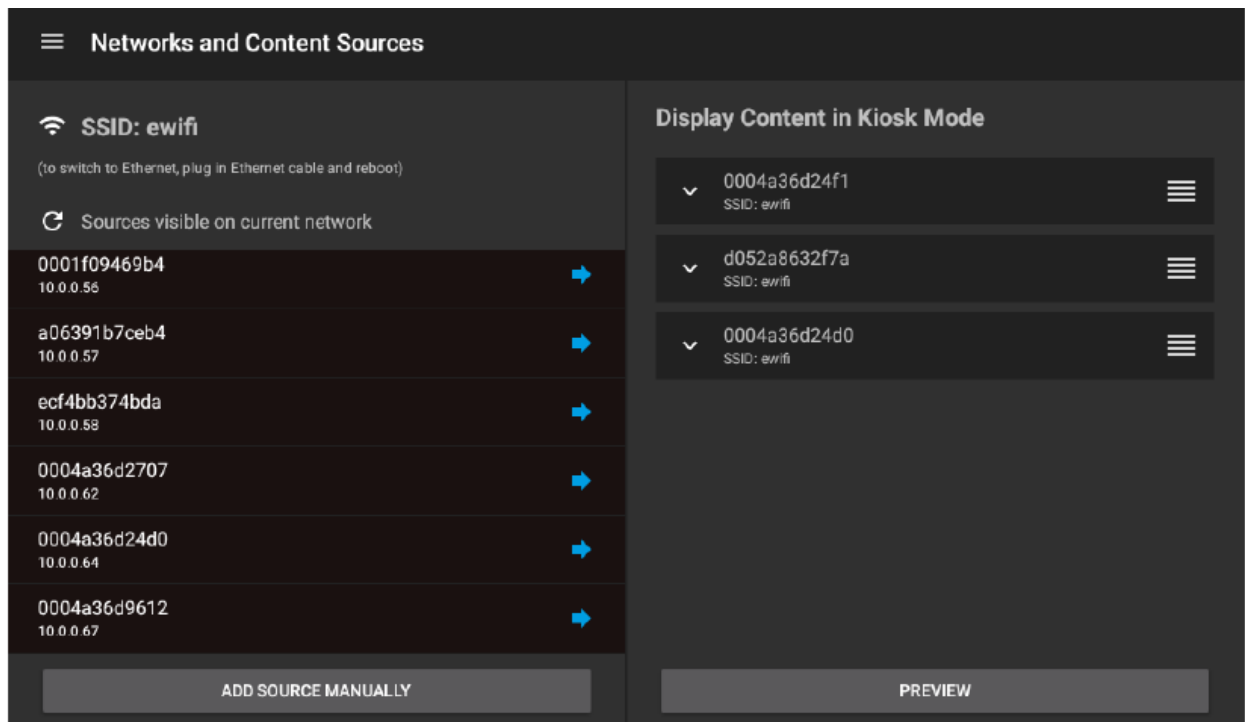 Networks and Content Sources
SSID: ewifi
(to switch to Ethernet, plug in Ethernet cable and reboot)
Sources visible on current network
0001f09469b4
10.0.0.56
a06391b7ceb4
10.0.0.57
ecf4bb374bda
10.0.0.58
0004a36d2707
10.0.0.62
0004a36d24d0
10.0.0.64
0004a36d9612
10.0.0.67
ADD SOURCE MANUALLY
Display Content in Kiosk Mode
0004a36d24f1
SSID: ewifi
d052a8632f7a
SSID: ewifi
0004a36d24d0
SSID: ewifi
PREVIEW